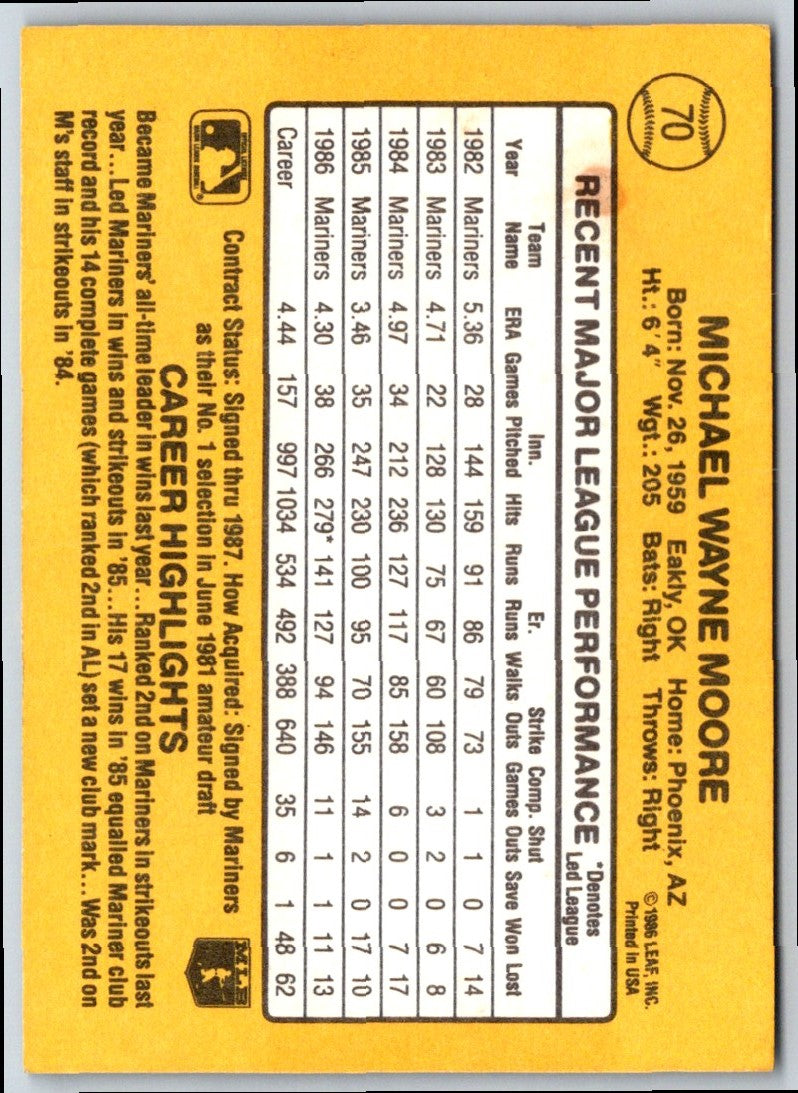 70
MICHAEL WAYNE MOORE
Born: Nov. 26, 1959 Eakly, OK Home: Phoenix, AZ
Ht.: 6'4" Wgt.: 205 Bats: Right Throws: Right
© 1986 LEAF, INC.
Printed in USA
RECENT MAJOR LEAGUE PERFORMANCE *Denotes
Led League
Team Inn. Er. Strike Comp. Shut
Year Name ERA Games Pitched Hits Runs Runs Walks Outs Games Outs Save Won Lost
1982 Mariners 5.36 28 144 159 91 86 79 73 1 1 0 7 14
1983 Mariners 4.71 22 128 130 75 67 60 108 3 2 0 6 8
1984 Mariners 4.97 34 212 236 127 117 85 158 6 0 0 7 17
1985 Mariners 3.46 35 247 230 100 95 70 155 14 2 0 17 10
1986 Mariners 4.30 38 266 279* 141 127 94 146 11 1 1 11 13
Career 4.44 157 997 1034 534 492 388 640 35 6 1 48 62
MLB
Contract Status: Signed thru 1987. How Acquired: Signed by Mariners
as their No. 1 selection in June 1981 amateur draft
CAREER HIGHLIGHTS
Became Mariners' all-time leader in wins last year...Ranked 2nd on Mariners in strikeouts last
year...Led Mariners in wins and strikeouts in '85...His 17 wins in '85 equalled Mariner club
record and his 14 complete games (which ranked 2nd in AL) set a new club mark...Was 2nd on
M's staff in strikeouts in '84.